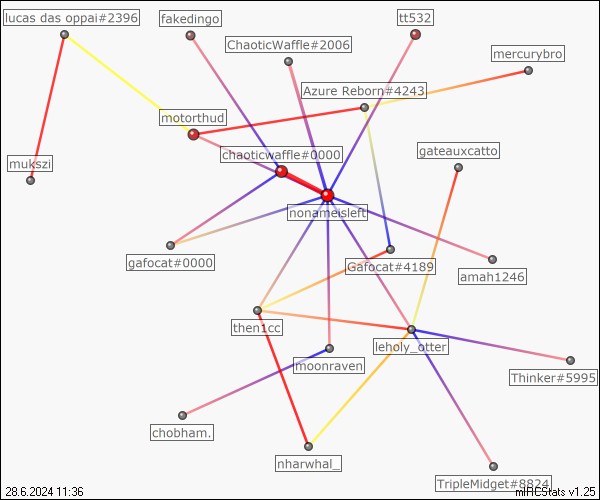 lucas das oppai#2396
fakedingo
tt532
ChaoticWaffle#2006
mercurybro
Azure Reborn#4243
motorthud
chaoticwaffle#0000
gateauxcatto
mukszi
nonameisleft
gafocat#0000
Gafocat#4189
amah1246
then1cc
leholy_otter
moonraven
Thinker#5995
chobham.
nharwhal_
TripleMidget#8824
28.6.2024 11:36
mIRCStats v1.25